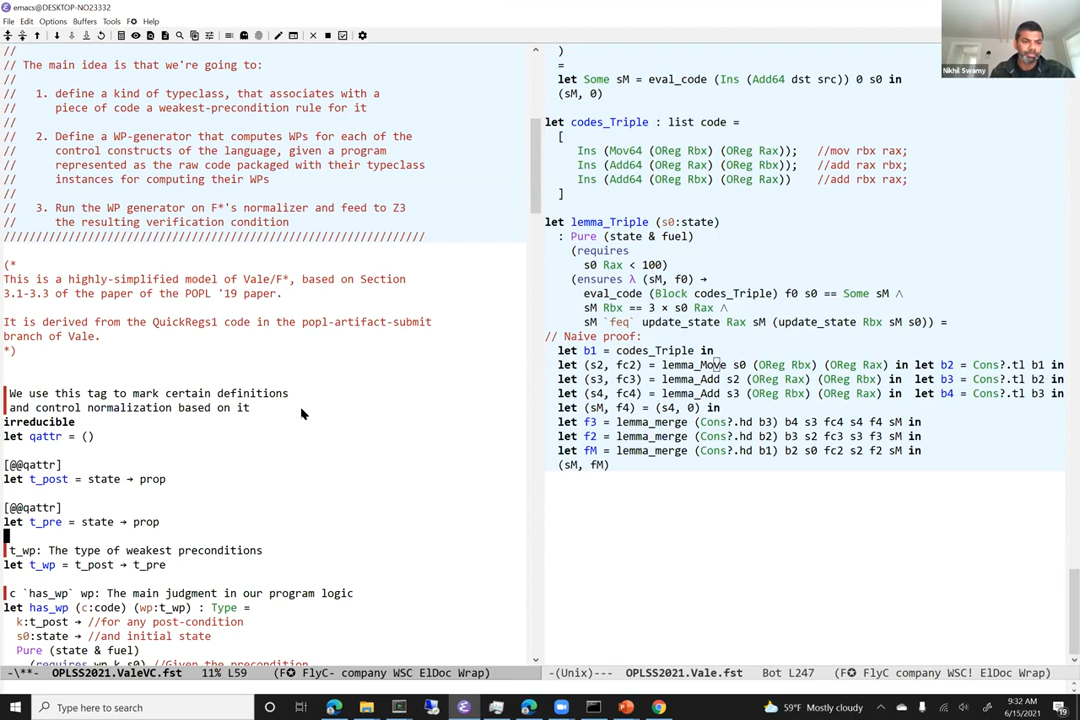 emacs@DESKTOP-NO23332
File Edit Options Buffers Tools F✪ Help
//
// The main idea is that we're going to:
//
// 1. define a kind of typeclass, that associates with a
// piece of code a weakest-precondition rule for it
//
// 2. Define a WP-generator that computes WPs for each of the
// control constructs of the language, given a program
// represented as the raw code packaged with their typeclass
// instances for computing their WPs
//
// 3. Run the WP generator on F*'s normalizer and feed to Z3
// the resulting verification condition
////////////////////////////////////////////////////////////////
(*
This is a highly-simplified model of Vale/F*, based on Section
3.1-3.3 of the paper of the POPL '19 paper.
It is derived from the QuickRegs1 code in the popl-artifact-submit
branch of Vale.
*)
We use this tag to mark certain definitions
and control normalization based on it
irreducible
let qattr = ()
[@@qattr]
let t_post = state → prop
[@@qattr]
let t_pre = state → prop
t_wp: The type of weakest preconditions
let t_wp = t_post → t_pre
c `has_wp` wp: The main judgment in our program logic
let has_wp (c:code) (wp:t_wp) : Type =
k:t_post → //for any post-condition
s0:state → //and initial state
Pure (state & fuel)
(requires wp k s0) //Given the precondition
-\**- OPLSS2021.ValeVC.fst 11% L59 (F✪ FlyC- company WSC ElDoc Wrap)
)
=
let Some sM = eval_code (Ins (Add64 dst src)) 0 s0 in
(sM, 0)
let codes_Triple : list code =
[
Ins (Mov64 (OReg Rbx) (OReg Rax)); //mov rbx rax;
Ins (Add64 (OReg Rbx) (OReg Rax)); //add rbx rax;
Ins (Add64 (OReg Rbx) (OReg Rax)) //add rbx rax;
]
let lemma_Triple (s0:state)
: Pure (state & fuel)
(requires
s0 Rax < 100)
(ensures λ (sM, f0) →
eval_code (Block codes_Triple) f0 s0 == Some sM ∧
sM Rbx == 3 × s0 Rax ∧
sM `feq` update_state Rax sM (update_state Rbx sM s0)) =
// Naive proof:
let b1 = codes_Triple in
let (s2, fc2) = lemma_Move s0 (OReg Rbx) (OReg Rax) in let b2 = Cons?.tl b1 in
let (s3, fc3) = lemma_Add s2 (OReg Rbx) (OReg Rax) in let b3 = Cons?.tl b2 in
let (s4, fc4) = lemma_Add s3 (OReg Rbx) (OReg Rax) in let b4 = Cons?.tl b3 in
let (sM, f4) = (s4, 0) in
let f3 = lemma_merge (Cons?.hd b3) b4 s3 fc4 s4 f4 sM in
let f2 = lemma_merge (Cons?.hd b2) b3 s2 fc3 s3 f3 sM in
let fM = lemma_merge (Cons?.hd b1) b2 s0 fc2 s2 f2 sM in
(sM, fM)
-(Unix)--- OPLSS2021.Vale.fst Bot L247 (F✪ FlyC company WSC! ElDoc Wrap)
Nikhil Swamy
Type here to search
59°F Mostly cloudy
9:32 AM
6/15/2021
19